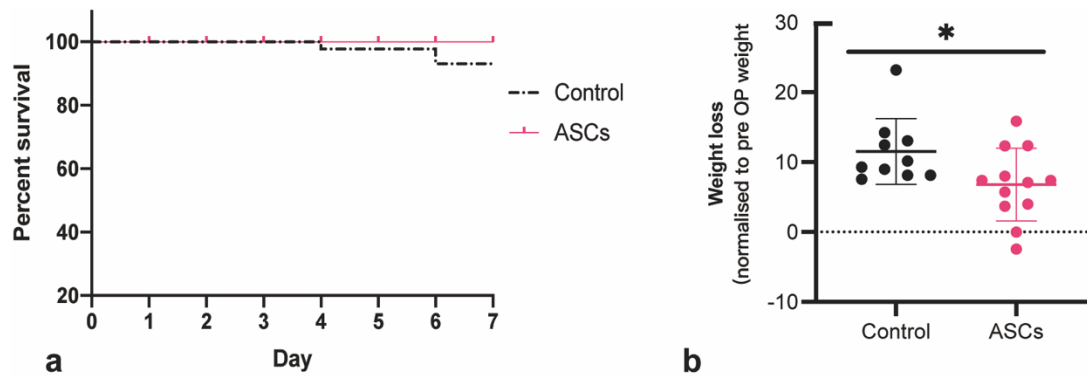 100
80
60
40
20
Percent survival
0 1 2 3 4 5 6 7
Day
Control
ASCs
a
30
20
10
0
-10
Weight loss
(normalised to pre OP weight
*
Control ASCs
b